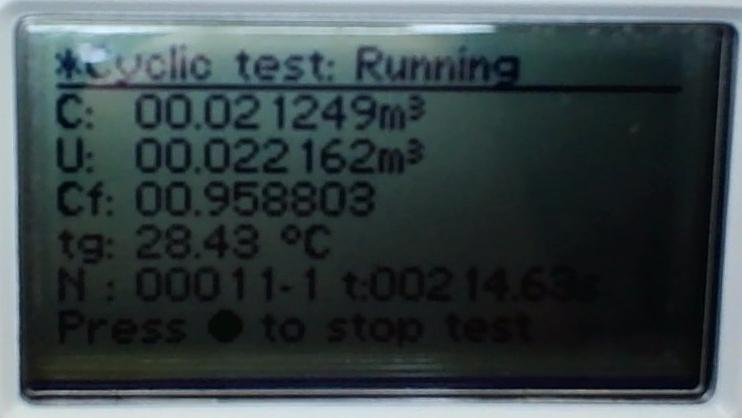 *Cyclic test: Running
C: 00.021249m³
U: 00.022162m³
Cf: 00.958803
tg: 28.43 °C
N : 00011-1 t:00214.63s
Press ● to stop test